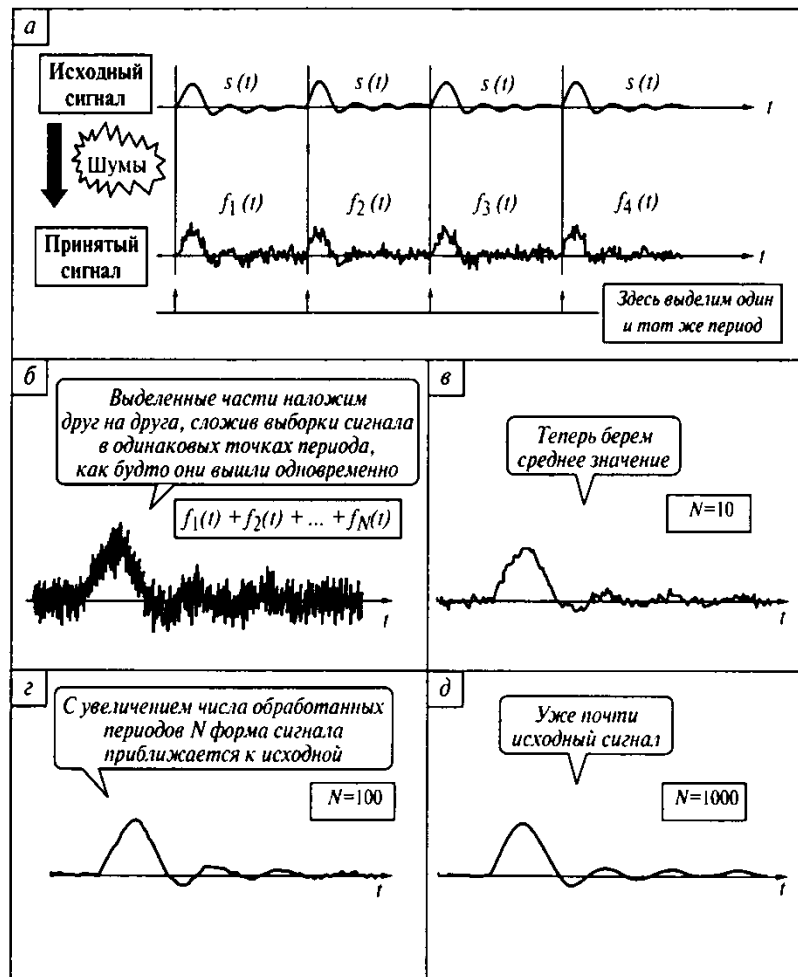 а
Исходный
сигнал
s (t)
s (t)
s (t)
s (t)
t
Шумы
f1 (t)
f2 (t)
f3 (t)
f4 (t)
Принятый
сигнал
t
Здесь выделим один
и тот же период
б
Выделенные части наложим
друг на друга, сложив выборки сигнала
в одинаковых точках периода,
как будто они вышли одновременно
f1(t) + f2(t) + ... + fN(t)
t
в
Теперь берем
среднее значение
N=10
t
г
С увеличением числа обработанных
периодов N форма сигнала
приближается к исходной
N=100
t
д
Уже почти
исходный сигнал
N=1000
t